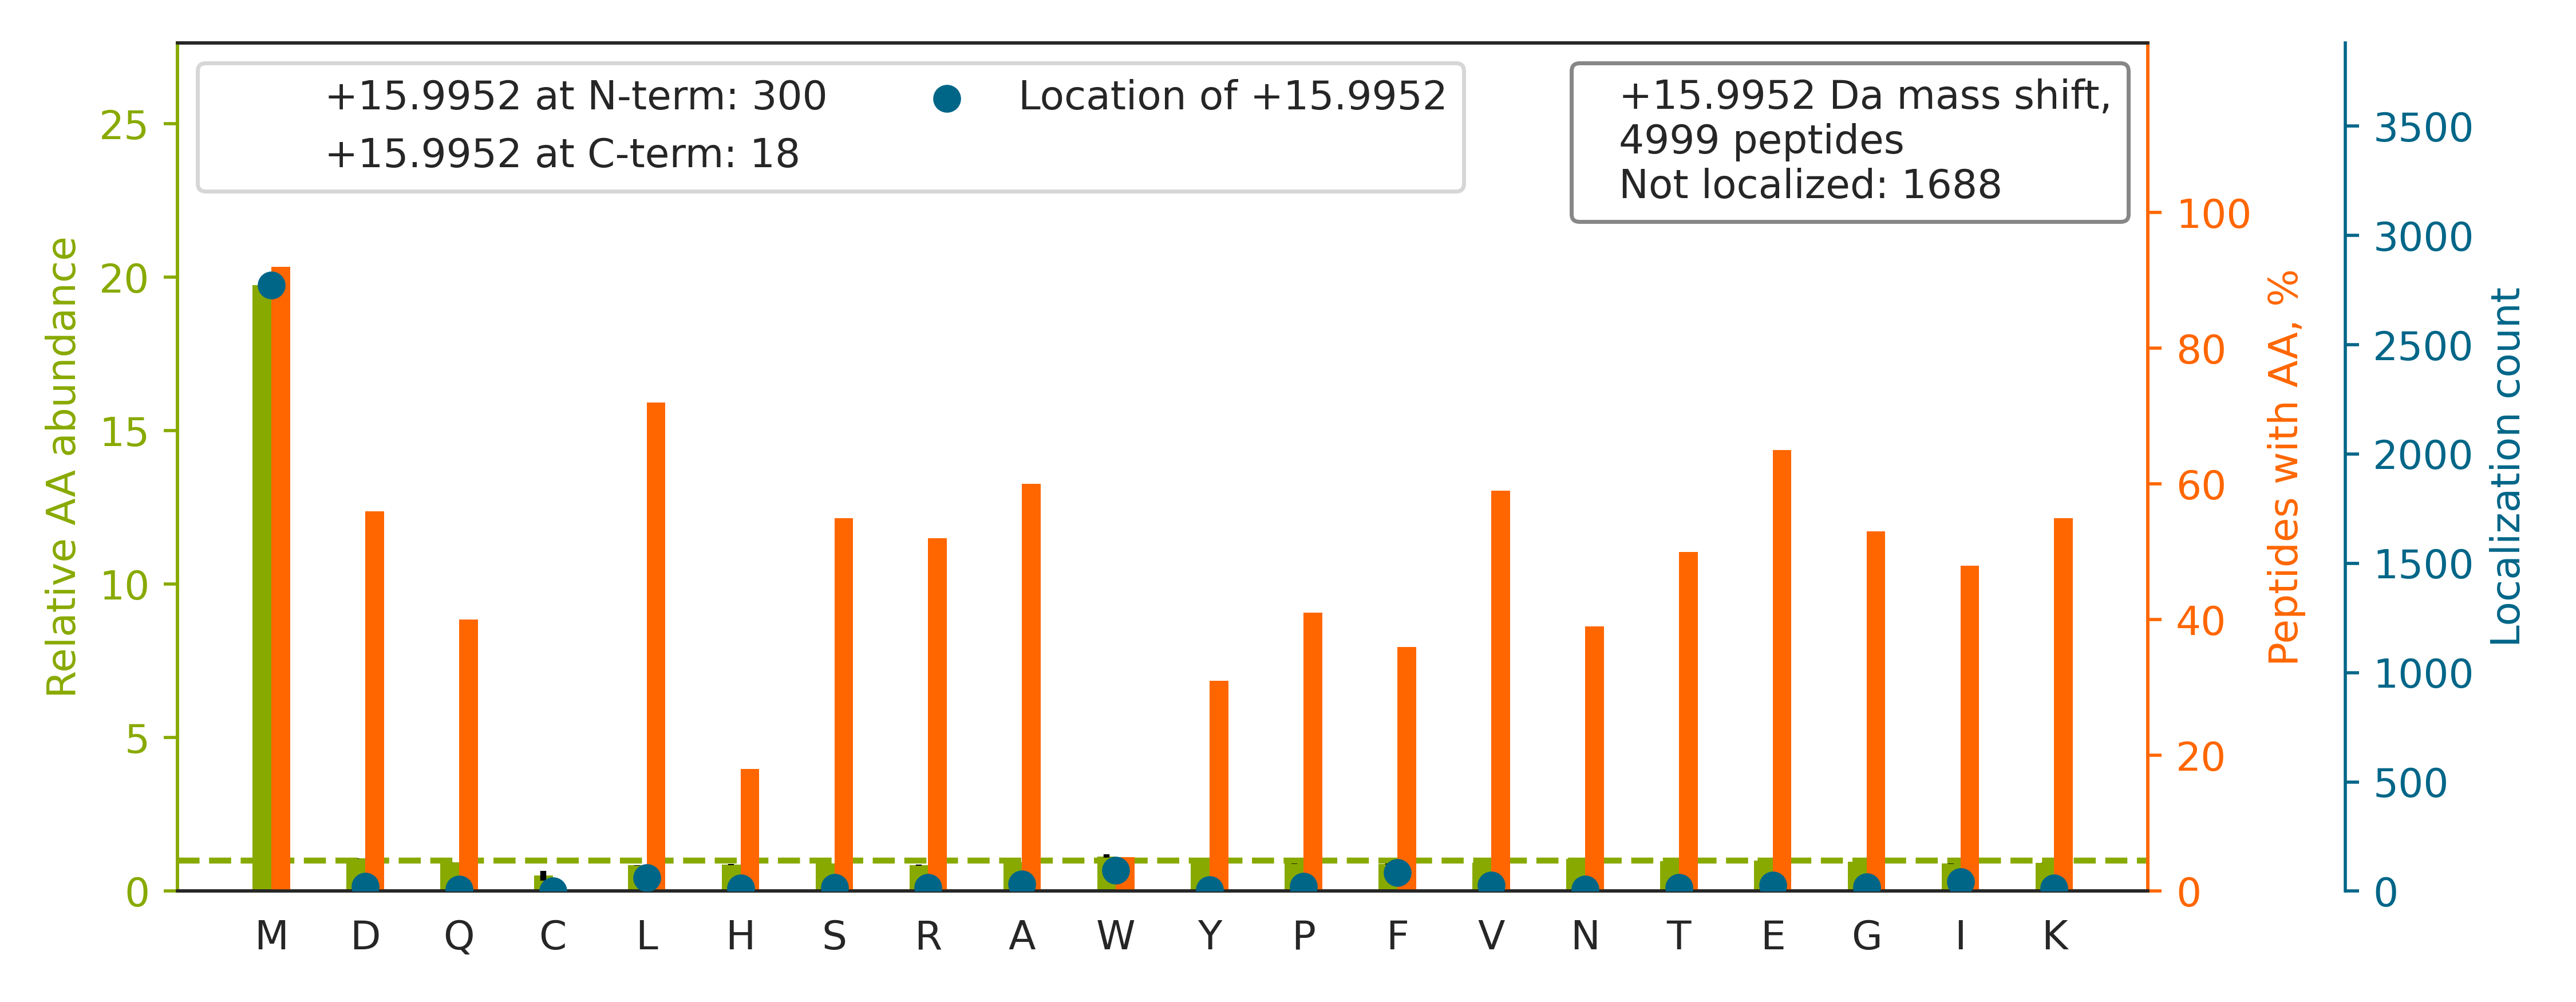 +15.9952 at N-term: 300
+15.9952 at C-term: 18
Location of +15.9952
+15.9952 Da mass shift,
4999 peptides
Not localized: 1688
Relative AA abundance
25
20
15
10
5
0
M D Q C L H S R A W Y P F V N T E G I K
100
80
60
40
20
0
Peptides with AA, %
3500
3000
2500
2000
1500
1000
500
0
Localization count